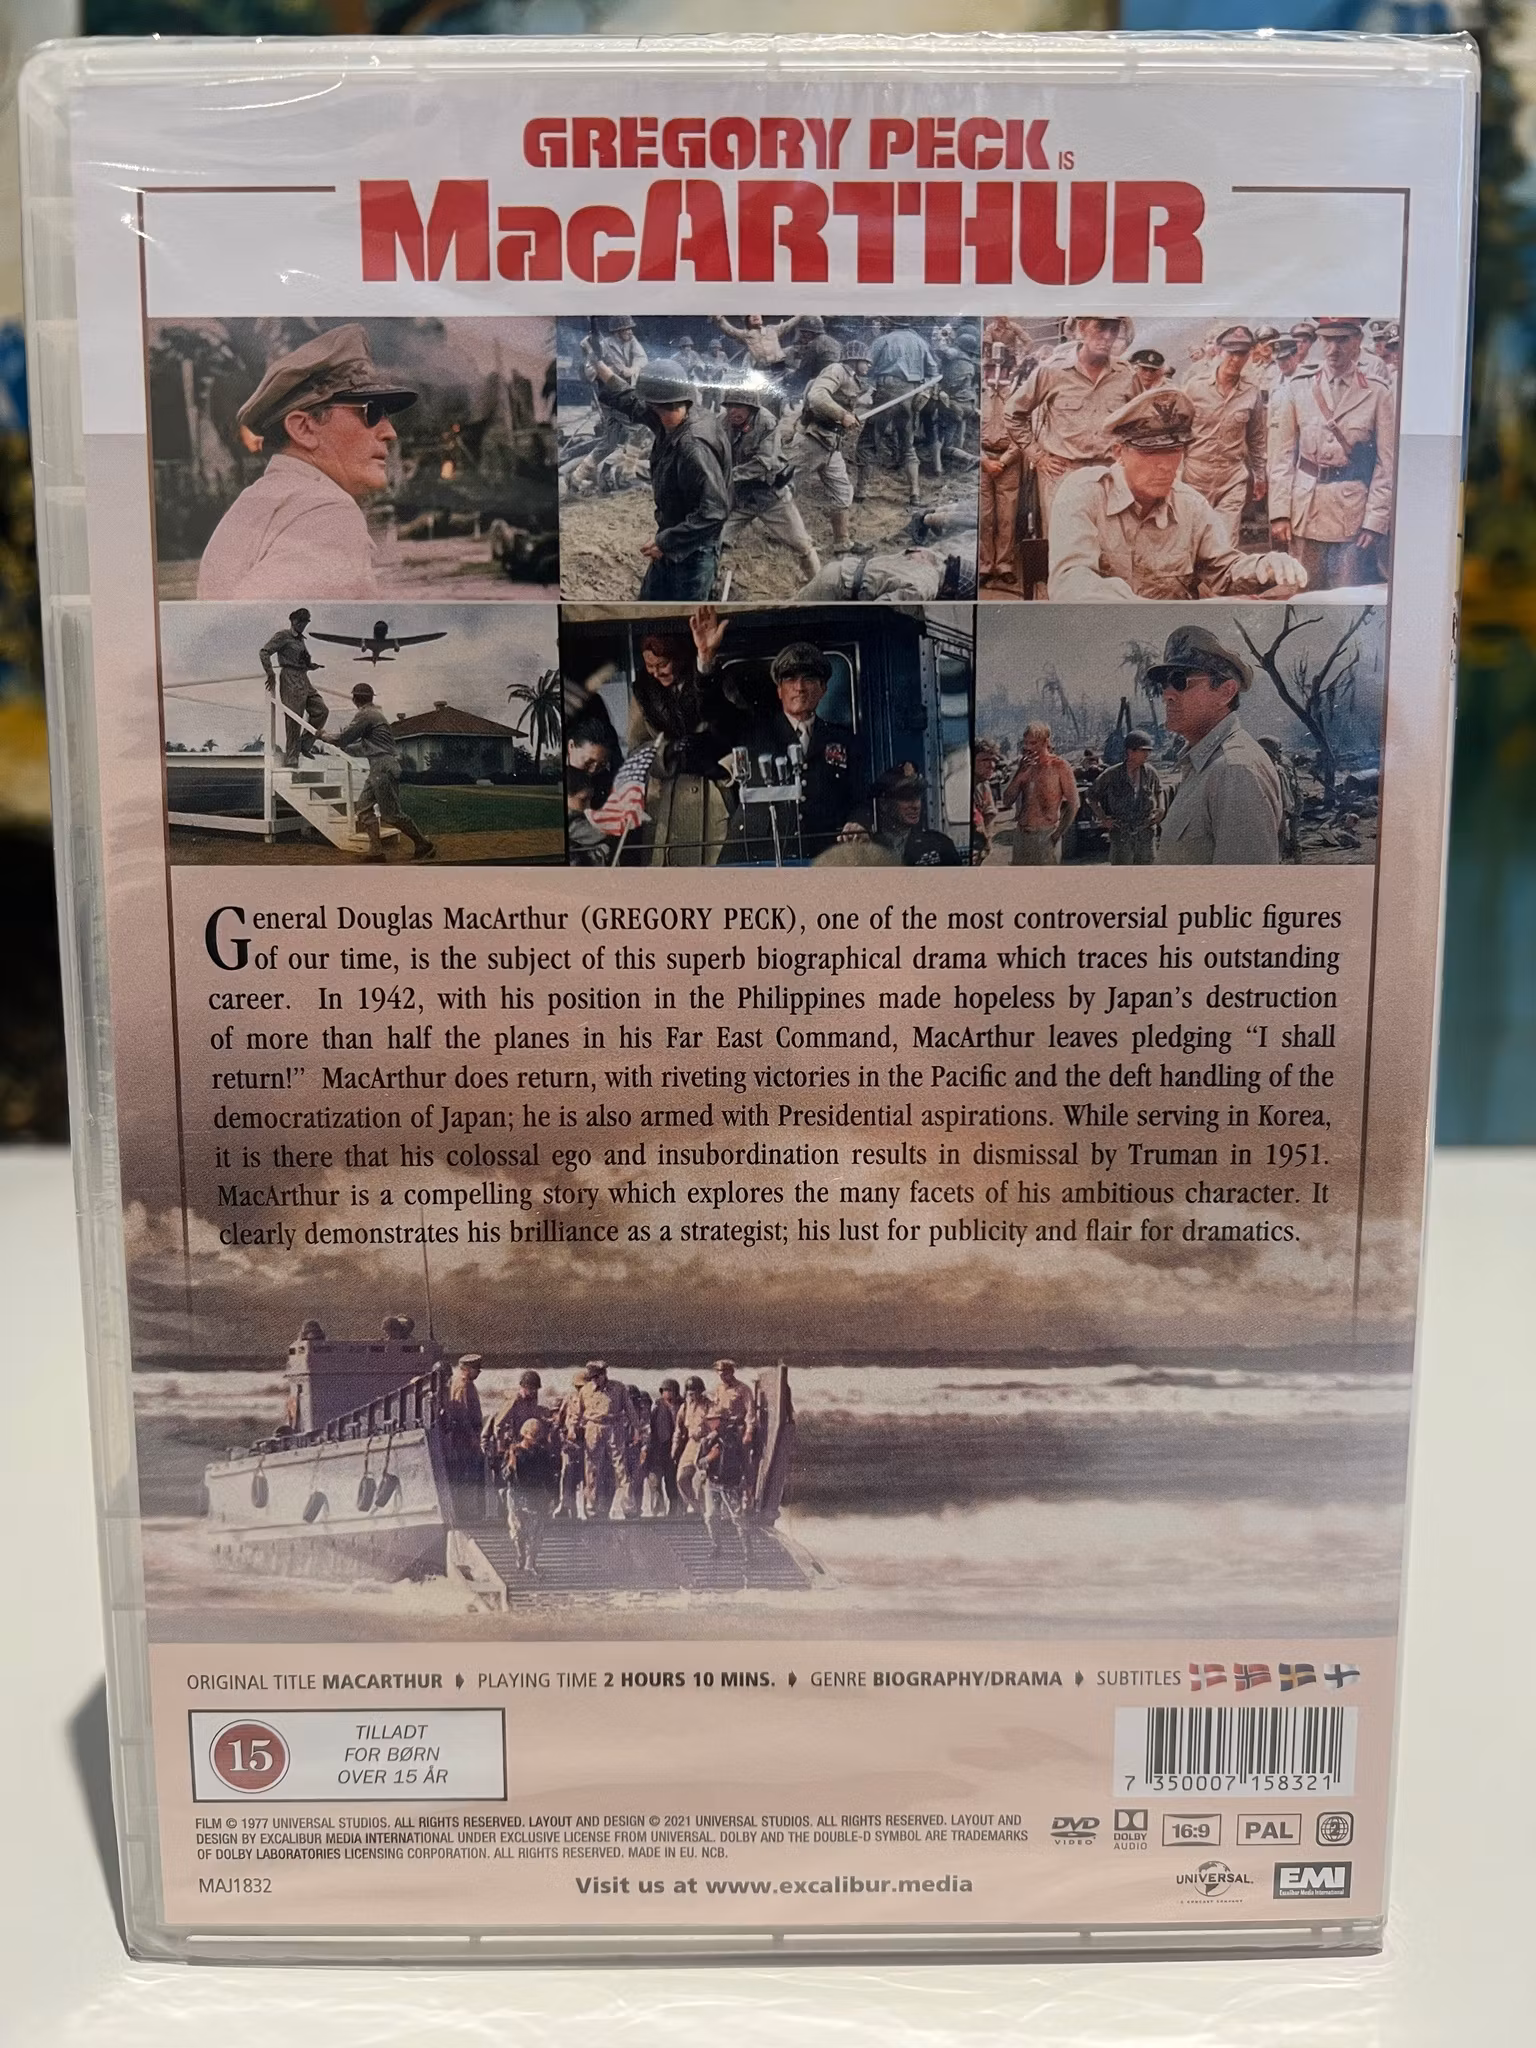 GREGORY PECK IS
MacARTHUR
General Douglas MacArthur (GREGORY PECK), one of the most controversial public figures
of our time, is the subject of this superb biographical drama which traces his outstanding
career. In 1942, with his position in the Philippines made hopeless by Japan's destruction
of more than half the planes in his Far East Command, MacArthur leaves pledging “I shall
return!” MacArthur does return, with riveting victories in the Pacific and the deft handling of the
democratization of Japan; he is also armed with Presidential aspirations. While serving in Korea,
it is there that his colossal ego and insubordination results in dismissal by Truman in 1951.
MacArthur is a compelling story which explores the many facets of his ambitious character. It
clearly demonstrates his brilliance as a strategist; his lust for publicity and flair for dramatics.
ORIGINAL TITLE MACARTHUR PLAYING TIME 2 HOURS 10 MINS. GENRE BIOGRAPHY/DRAMA SUBTITLES
15
TILLADT
FOR BØRN
OVER 15 ÅR
7 350007 158321
FILM © 1977 UNIVERSAL STUDIOS. ALL RIGHTS RESERVED. LAYOUT AND DESIGN © 2021 UNIVERSAL STUDIOS. ALL RIGHTS RESERVED. LAYOUT AND
DESIGN BY EXCALIBUR MEDIA INTERNATIONAL UNDER EXCLUSIVE LICENSE FROM UNIVERSAL. DOLBY AND THE DOUBLE-D SYMBOL ARE TRADEMARKS
OF DOLBY LABORATORIES LICENSING CORPORATION. ALL RIGHTS RESERVED. MADE IN EU. NCB.
DVD
VIDEO
DOLBY
AUDIO
16:9
PAL
2
MAJ1832
Visit us at www.excalibur.media
UNIVERSAL
A COMCAST COMPANY
EMI
Excalibur Media International